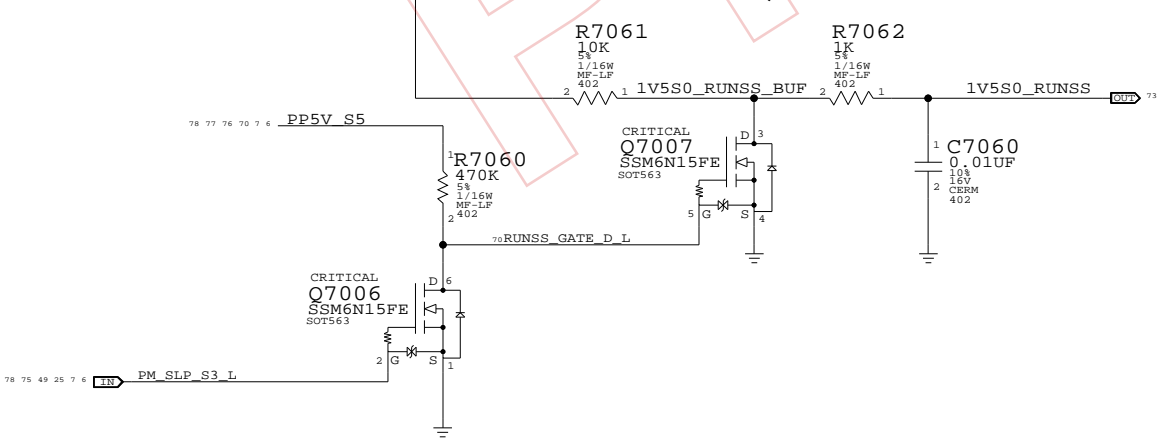 R7061
10K
5%
1/16W
MF-LF
402
2 1
1V5S0_RUNSS_BUF
R7062
1K
5%
1/16W
MF-LF
402
2 1
1V5S0_RUNSS
OUT 73
78 77 76 70 7 6 PP5V_S5
1
R7060
470K
5%
1/16W
MF-LF
402
2
CRITICAL
Q7007
SSM6N15FE
SOT563
D 3
5 G S 4
1 C7060
0.01UF
10%
16V
2 CERM
402
70 RUNSS_GATE_D_L
CRITICAL
Q7006
SSM6N15FE
SOT563
D 6
2 G S 1
78 75 49 25 7 6 IN PM_SLP_S3_L